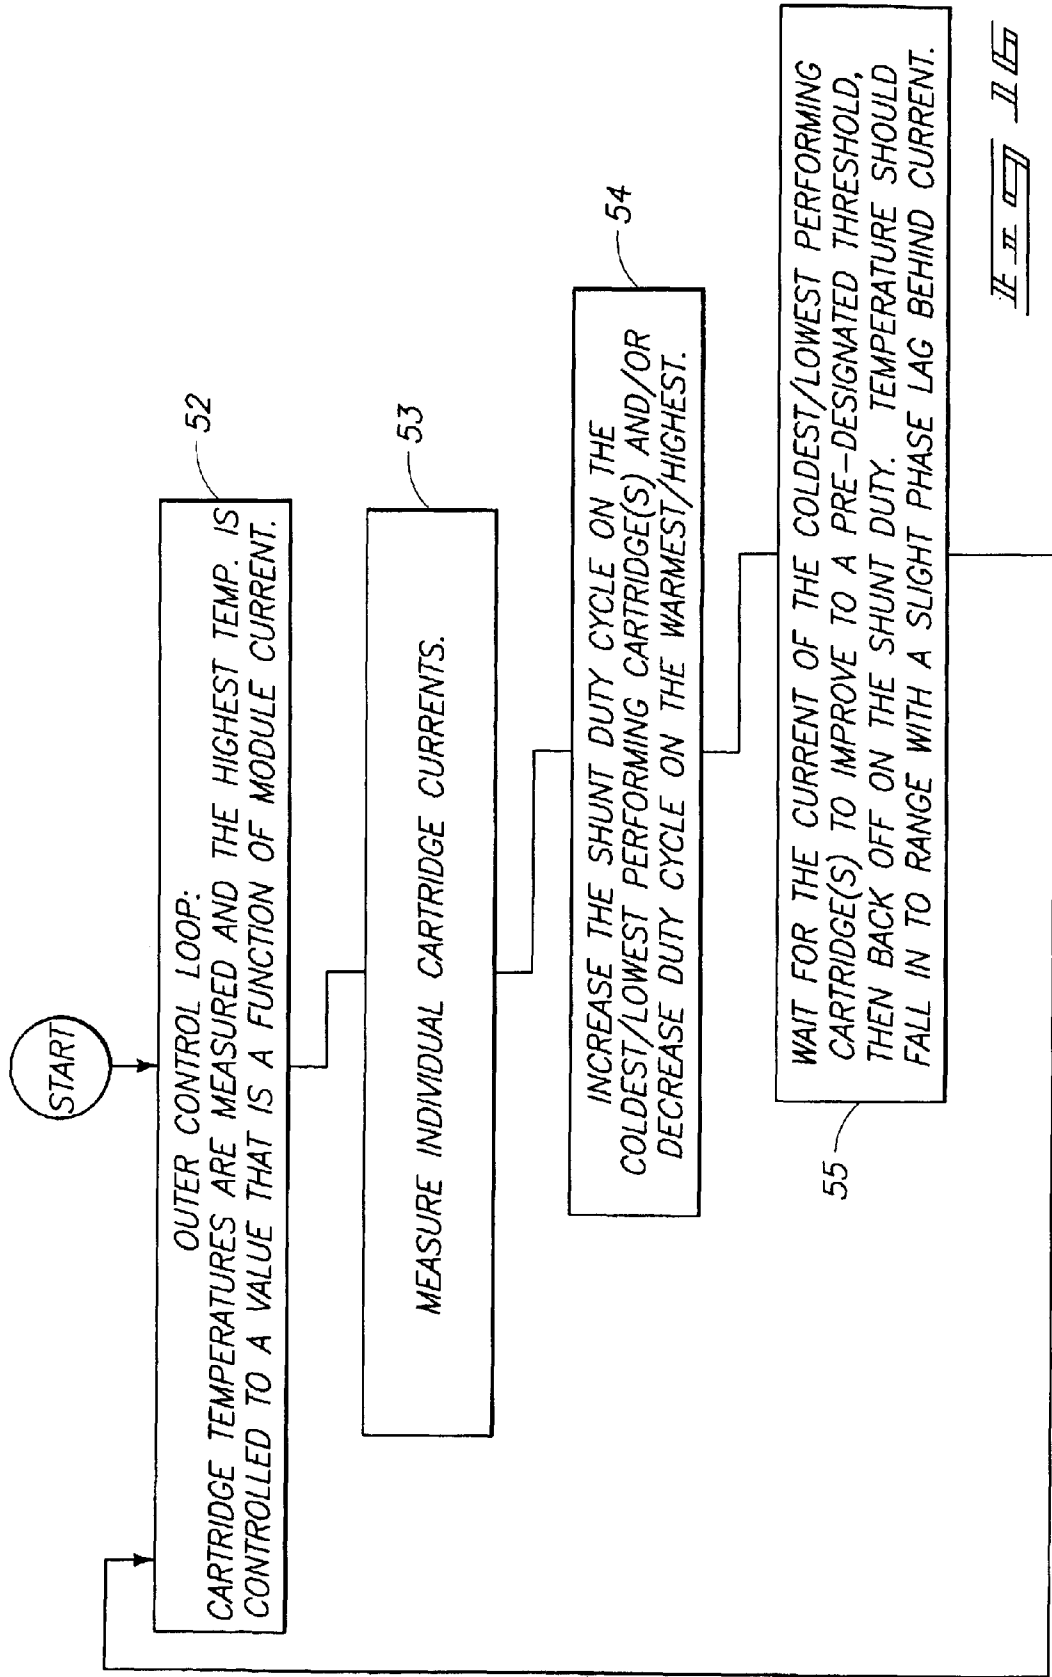 START
OUTER CONTROL LOOP:
CARTRIDGE TEMPERATURES ARE MEASURED AND THE HIGHEST TEMP. IS
CONTROLLED TO A VALUE THAT IS A FUNCTION OF MODULE CURRENT.
52
MEASURE INDIVIDUAL CARTRIDGE CURRENTS.
53
INCREASE THE SHUNT DUTY CYCLE ON THE
COLDEST/LOWEST PERFORMING CARTRIDGE(S) AND/OR
DECREASE DUTY CYCLE ON THE WARMEST/HIGHEST.
54
WAIT FOR THE CURRENT OF THE COLDEST/LOWEST PERFORMING
CARTRIDGE(S) TO IMPROVE TO A PRE-DESIGNATED THRESHOLD,
THEN BACK OFF ON THE SHUNT DUTY. TEMPERATURE SHOULD
FALL IN TO RANGE WITH A SLIGHT PHASE LAG BEHIND CURRENT.
55
Fig 16